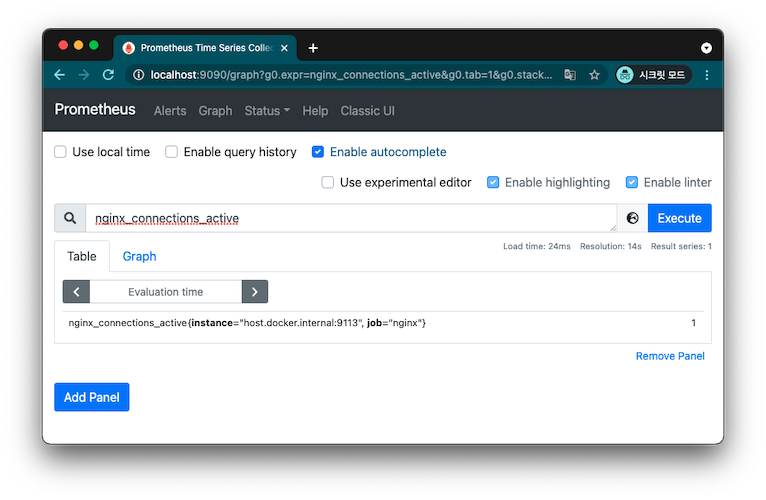 Prometheus Time Series Collec
localhost:9090/graph?g0.expr=nginx_connections_active&g0.tab=1&g0.stack... 시크릿 모드
Prometheus Alerts Graph Status Help Classic UI
Use local time Enable query history Enable autocomplete
Use experimental editor Enable highlighting Enable linter
nginx_connections_active Execute
Load time: 24ms Resolution: 14s Result series: 1
Table Graph
Evaluation time
nginx_connections_active{instance="host.docker.internal:9113", job="nginx"} 1
Remove Panel
Add Panel